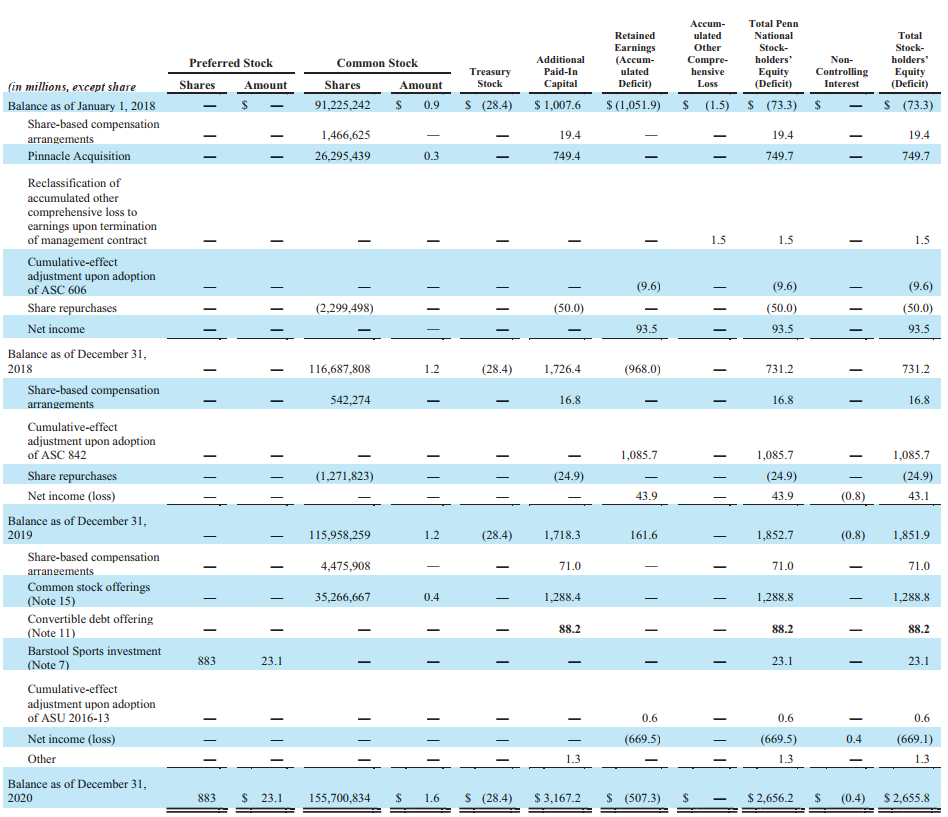 Accum- Total Penn
Retained ulated National Total
Earnings Other Stock- Stock-
Preferred Stock Common Stock Additional (Accum- Compre- holders' Non- holders'
Treasury Paid-In ulated hensive Equity Controlling Equity
(in millions, except share Shares Amount Shares Amount Stock Capital Deficit) Loss (Deficit) Interest (Deficit)
Balance as of January 1, 2018 — $ — 91,225,242 $ 0.9 $ (28.4) $ 1,007.6 $ (1,051.9) $ (1.5) $ (73.3) $ — $ (73.3)
Share-based compensation
arrangements — — 1,466,625 — — 19.4 — — 19.4 — 19.4
Pinnacle Acquisition — — 26,295,439 0.3 — 749.4 — — 749.7 — 749.7
Reclassification of
accumulated other
comprehensive loss to
earnings upon termination
of management contract — — — — — — — 1.5 1.5 — 1.5
Cumulative-effect
adjustment upon adoption
of ASC 606 — — — — — — (9.6) — (9.6) — (9.6)
Share repurchases — — (2,299,498) — — (50.0) — — (50.0) — (50.0)
Net income — — — — — — 93.5 — 93.5 — 93.5
Balance as of December 31,
2018 — — 116,687,808 1.2 (28.4) 1,726.4 (968.0) — 731.2 — 731.2
Share-based compensation
arrangements — — 542,274 — — 16.8 — — 16.8 — 16.8
Cumulative-effect
adjustment upon adoption
of ASC 842 — — — — — — 1,085.7 — 1,085.7 — 1,085.7
Share repurchases — — (1,271,823) — — (24.9) — — (24.9) — (24.9)
Net income (loss) — — — — — — 43.9 — 43.9 (0.8) 43.1
Balance as of December 31,
2019 — — 115,958,259 1.2 (28.4) 1,718.3 161.6 — 1,852.7 (0.8) 1,851.9
Share-based compensation
arrangements — — 4,475,908 — — 71.0 — — 71.0 — 71.0
Common stock offerings
(Note 15) — — 35,266,667 0.4 — 1,288.4 — — 1,288.8 — 1,288.8
Convertible debt offering
(Note 11) — — — — — 88.2 — — 88.2 — 88.2
Barstool Sports investment
(Note 7) 883 23.1 — — — — — — 23.1 — 23.1
Cumulative-effect
adjustment upon adoption
of ASU 2016-13 — — — — — — 0.6 — 0.6 — 0.6
Net income (loss) — — — — — — (669.5) — (669.5) 0.4 (669.1)
Other — — — — — 1.3 — — 1.3 — 1.3
Balance as of December 31,
2020 883 $ 23.1 155,700,834 $ 1.6 $ (28.4) $ 3,167.2 $ (507.3) $ — $ 2,656.2 $ (0.4) $ 2,655.8